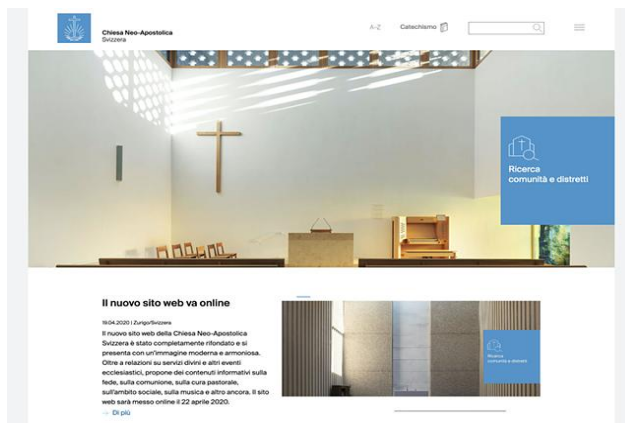 Chiesa Neo-Apostolica
Svizzera
A–Z
Catechismo
Ricerca
comunità e distretti
Il nuovo sito web va online
19.04.2020 | Zurigo/Svizzera
Il nuovo sito web della Chiesa Neo-Apostolica
Svizzera è stato completamente rifondato e si
presenta con un'immagine moderna e armoniosa.
Oltre a relazioni su servizi divini e altri eventi
ecclesiastici, propone dei contenuti informativi sulla
fede, sulla comunione, sulla cura pastorale,
sull'ambito sociale, sulla musica e altro ancora. Il sito
web sarà messo online il 22 aprile 2020.
→ Di più
Ricerca
comunità e distretti